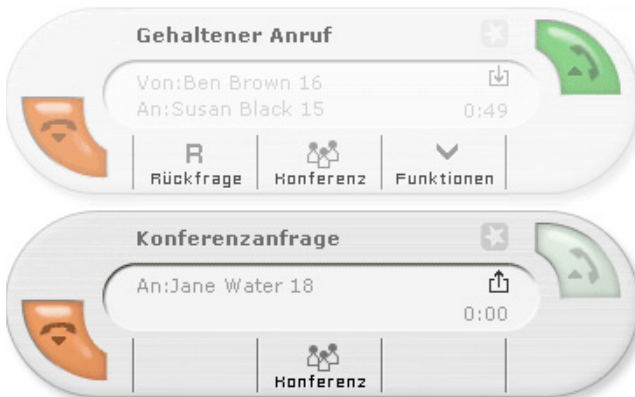 Gehaltener Anruf
Von:Ben Brown 16
An:Susan Black 15
0:49
R
Rückfrage
Konferenz
Funktionen
Konferenzanfrage
An:Jane Water 18
0:00
Konferenz